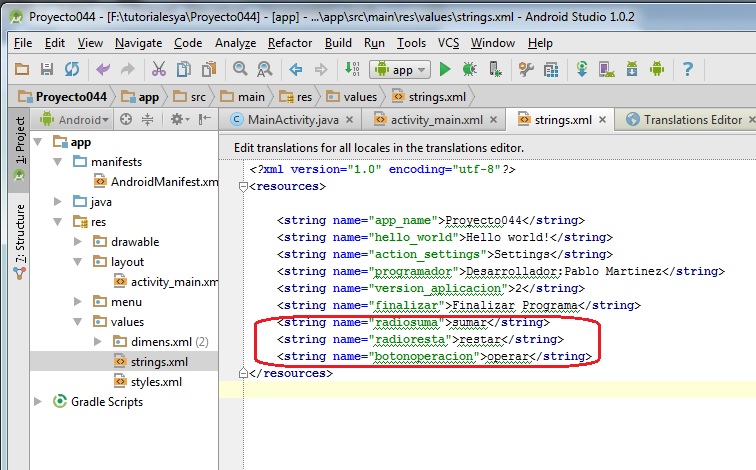 Proyecto044 - [F:\tutorialesya\Proyecto044] - [app] - ...\app\src\main\res\values\strings.xml - Android Studio 1.0.2
File Edit View Navigate Code Analyze Refactor Build Run Tools VCS Window Help
app
Proyecto044 app src main res values strings.xml
Android MainActivity.java activity_main.xml strings.xml Translations Editor
1: Project
7: Structure
app
manifests
AndroidManifest.xm
java
res
drawable
layout
activity_main.xm
menu
values
dimens.xml (2)
strings.xml
styles.xml
Gradle Scripts
Edit translations for all locales in the translations editor.
<?xml version="1.0" encoding="utf-8"?>
<resources>
<string name="app_name">Proyecto044</string>
<string name="hello_world">Hello world!</string>
<string name="action_settings">Settings</string>
<string name="programador">Desarrollador:Pablo Martinez</string>
<string name="version_aplicacion">2</string>
<string name="finalizar">Finalizar Programa</string>
<string name="radiosuma">sumar</string>
<string name="radioresta">restar</string>
<string name="botonoperacion">operar</string>
</resources>